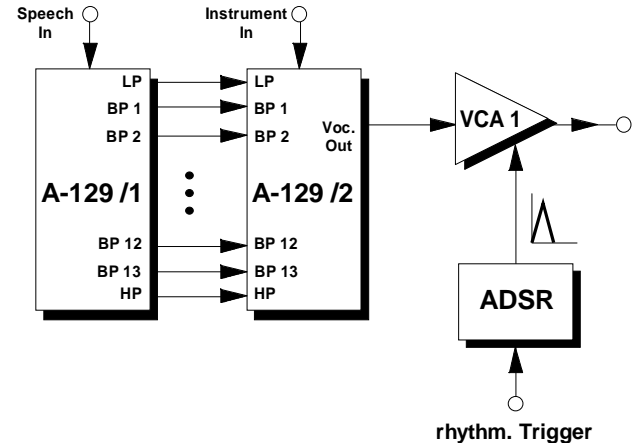 Speech
In
Instrument
In
LP
BP 1
BP 2
A-129 /1
BP 12
BP 13
HP
LP
BP 1
BP 2
Voc.
Out
A-129 /2
BP 12
BP 13
HP
VCA 1
ADSR
rhythm. Trigger